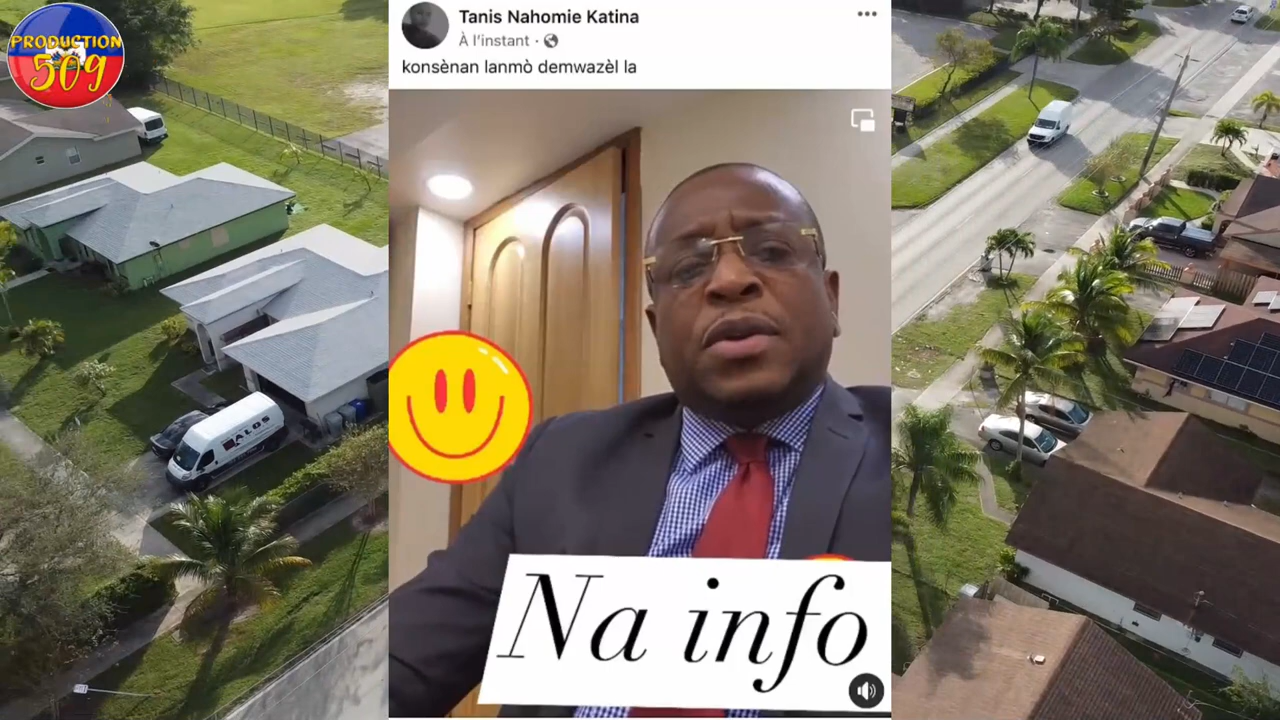 PRODUCTION
509
Tanis Nahomie Katina
À l'instant ·
konsènan lanmò demwazèl la
Na info